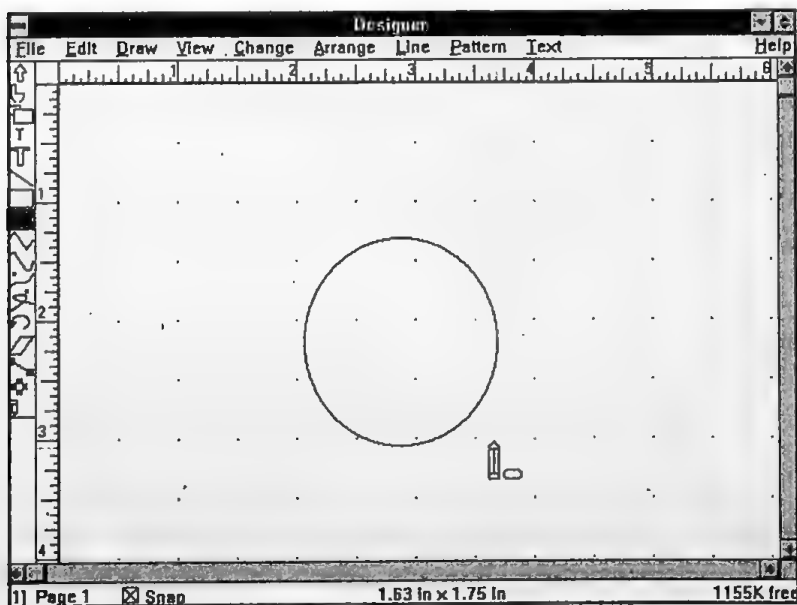 Designer
File Edit Draw View Change Arrange Line Pattern Text Help
1 2 3 4 5 6
T
T
1
2
3
4
1] Page 1 Snap 1.63 in x 1.75 in 1155K free